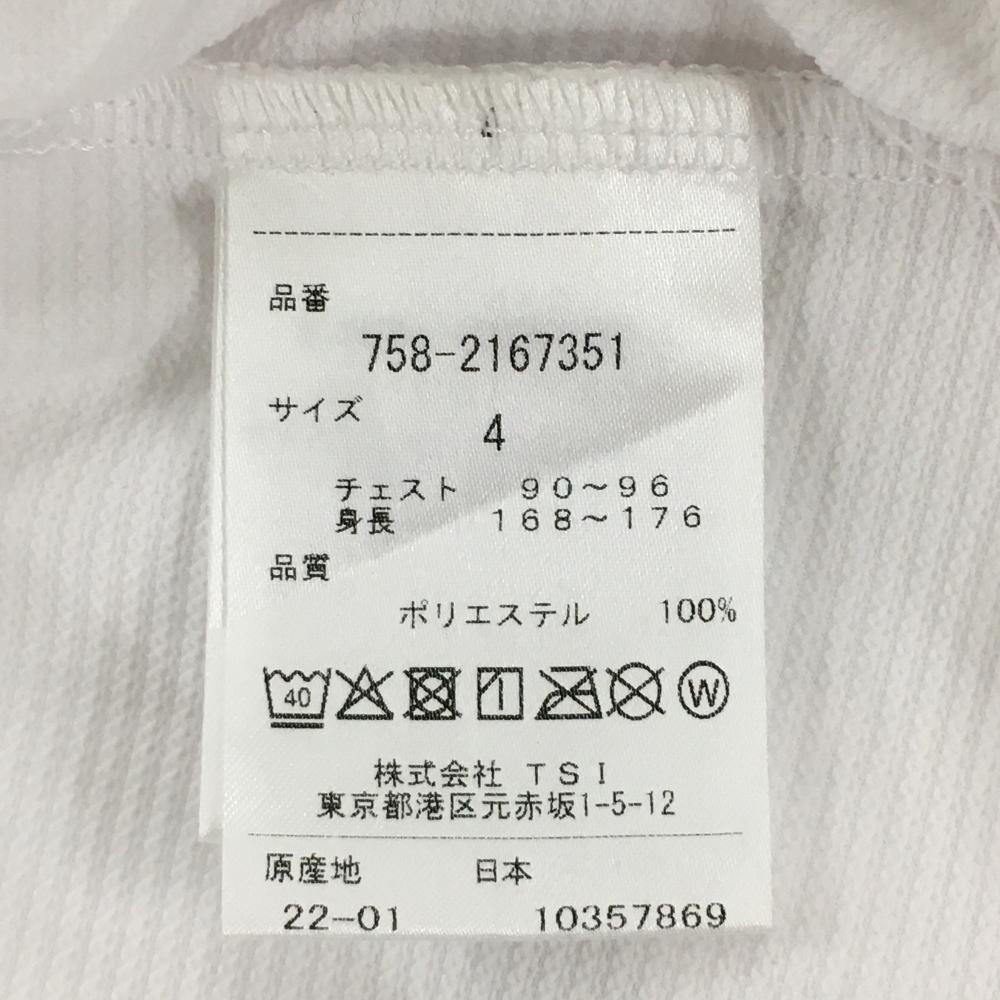 品番
758-2167351
サイズ
4
チェスト 90～96
身長 168～176
品質
ポリエステル 100%
40 W
株式会社 TSI
東京都港区元赤坂1-5-12
原産地 日本
22-01 10357869